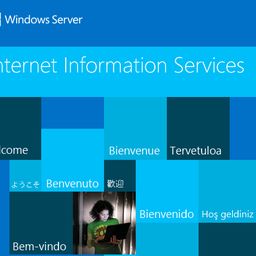 Windows Server
nternet Information Services
lcome
Bienvenue
Tervetuloa
ようこそ
Benvenuto
歡迎
Bienvenido
Hoş geldiniz
Bem-vindo